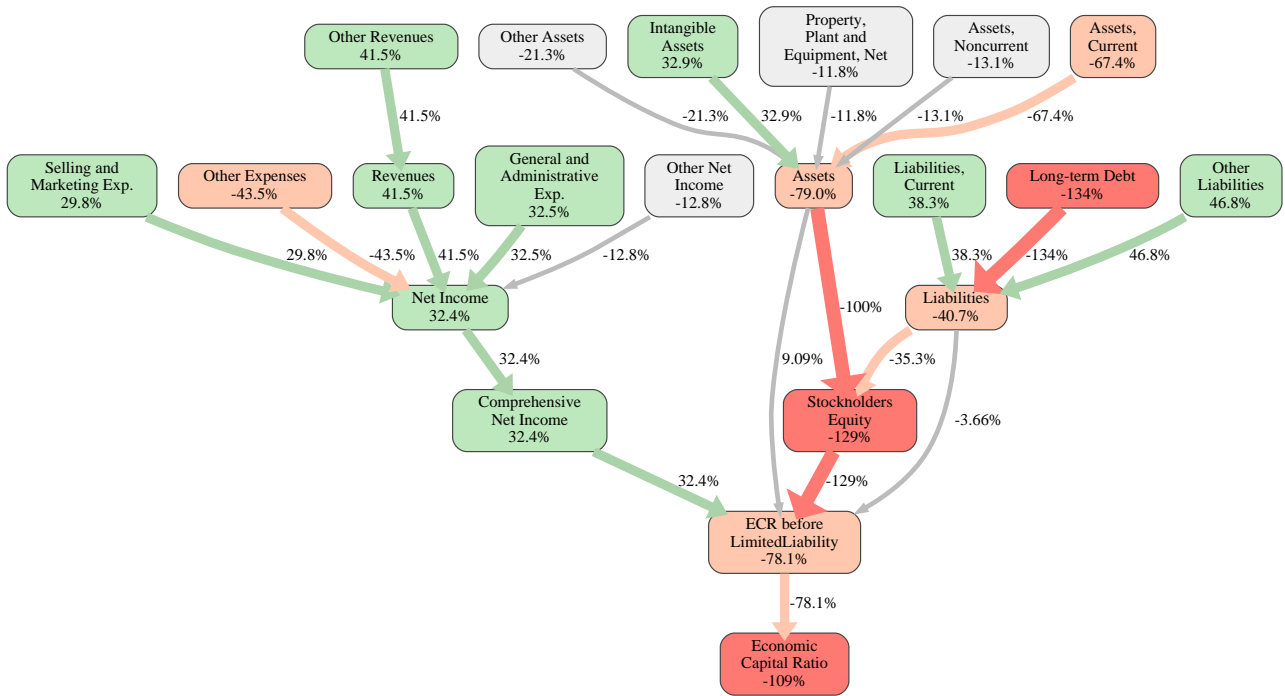 Other Revenues
41.5%
Other Assets
-21.3%
Intangible
Assets
32.9%
Property,
Plant and
Equipment, Net
-11.8%
Assets,
Noncurrent
-13.1%
Assets,
Current
-67.4%
41.5%
-21.3%
32.9%
-11.8%
-13.1%
-67.4%
Selling and
Marketing Exp.
29.8%
Other Expenses
-43.5%
Revenues
41.5%
General and
Administrative
Exp.
32.5%
Other Net
Income
-12.8%
Assets
-79.0%
Liabilities,
Current
38.3%
Long-term Debt
-134%
Other
Liabilities
46.8%
29.8%
-43.5%
41.5%
32.5%
-12.8%
38.3%
-134%
46.8%
Net Income
32.4%
-100%
Liabilities
-40.7%
32.4%
9.09%
-35.3%
Comprehensive
Net Income
32.4%
Stockholders
Equity
-129%
-3.66%
32.4%
-129%
ECR before
LimitedLiability
-78.1%
-78.1%
Economic
Capital Ratio
-109%